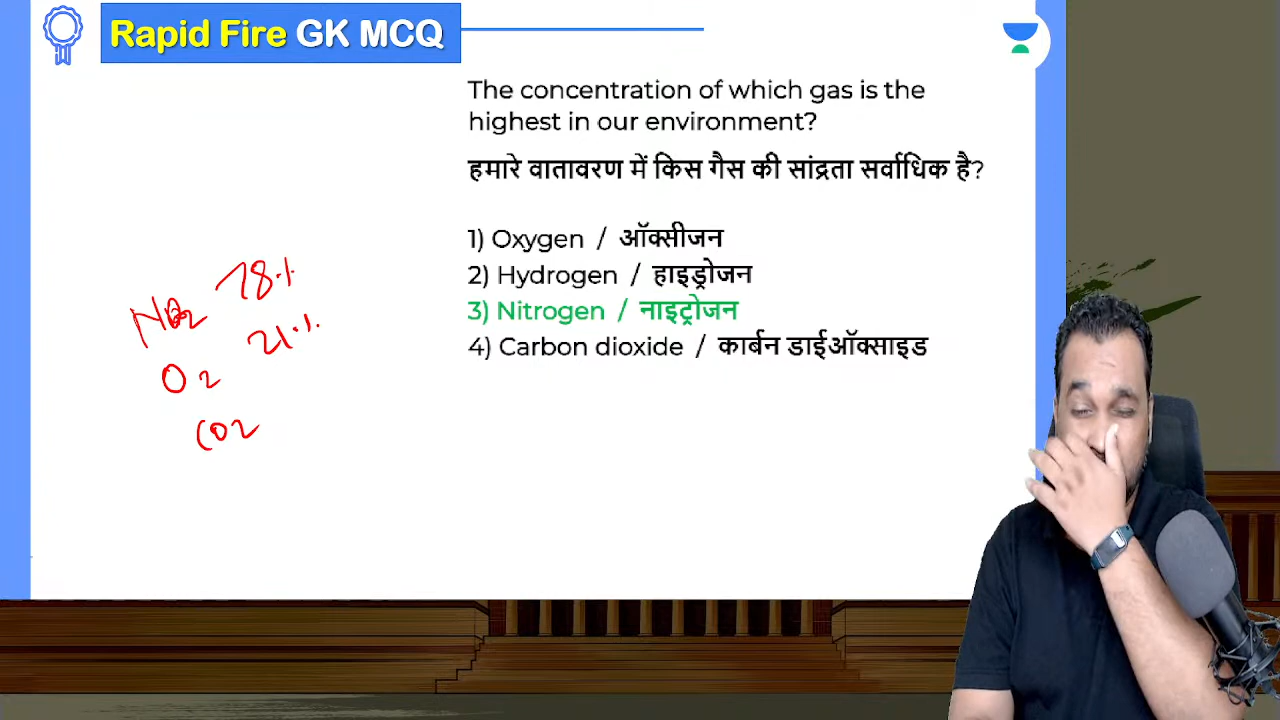 Rapid Fire GK MCQ
The concentration of which gas is the
highest in our environment?
हमारे वातावरण में किस गैस की सांद्रता सर्वाधिक है?
1) Oxygen / ऑक्सीजन
2) Hydrogen / हाइड्रोजन
3) Nitrogen / नाइट्रोजन
4) Carbon dioxide / कार्बन डाईऑक्साइड
78%
21%
O2
CO2